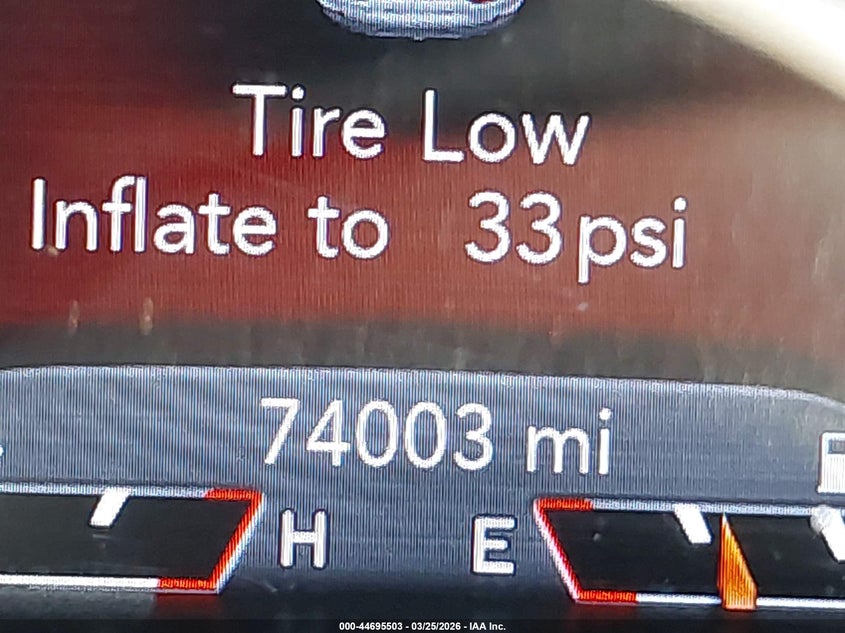 Tire Low
Inflate to 33 psi
74003 mi
H E
000-44695503 - 03/25/2026 - IAA Inc.